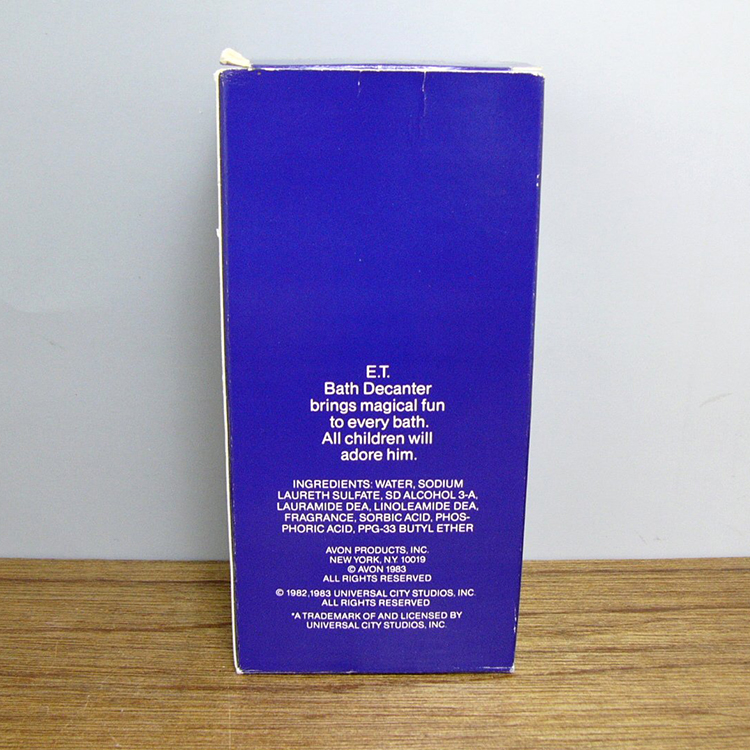 E.T.
Bath Decanter
brings magical fun
to every bath.
All children will
adore him.
INGREDIENTS: WATER, SODIUM
LAURETH SULFATE, SD ALCOHOL 3-A,
LAURAMIDE DEA, LINOLEAMIDE DEA,
FRAGRANCE, SORBIC ACID, PHOS-
PHORIC ACID, PPG-33 BUTYL ETHER
AVON PRODUCTS, INC.
NEW YORK, N.Y. 10019
© AVON 1983
ALL RIGHTS RESERVED
© 1982,1983 UNIVERSAL CITY STUDIOS, INC.
ALL RIGHTS RESERVED
*A TRADEMARK OF AND LICENSED BY
UNIVERSAL CITY STUDIOS, INC.